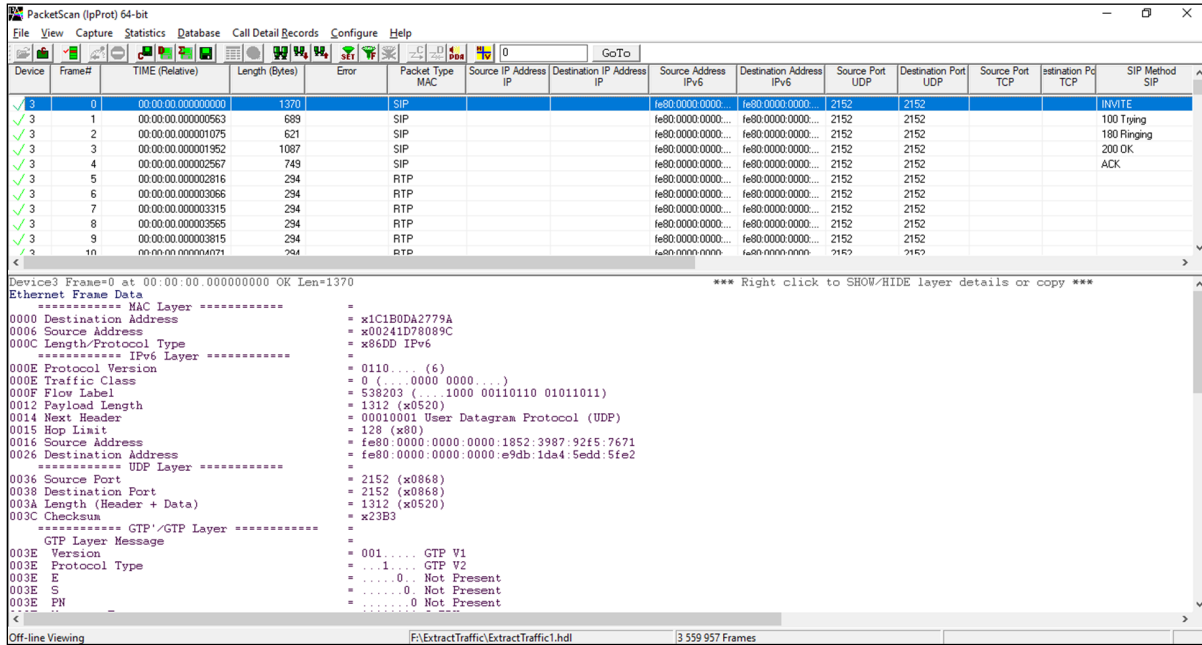 PacketScan (IpProt) 64-bit
File View Capture Statistics Database Call Detail Records Configure Help
0 GoTo
Device Frame# TIME (Relative) Length (Bytes) Error Packet Type MAC Source IP Address IP Destination IP Address IP Source Address IPv6 Destination Address IPv6 Source Port UDP Destination Port UDP Source Port TCP estination Po TCP SIP Method SIP
3 0 00:00:00.000000000 1370 SIP fe80:0000:0000:... fe80:0000:0000:... 2152 2152 INVITE
3 1 00:00:00.000000563 689 SIP fe80:0000:0000:... fe80:0000:0000:... 2152 2152 100 Trying
3 2 00:00:00.000001075 621 SIP fe80:0000:0000:... fe80:0000:0000:... 2152 2152 180 Ringing
3 3 00:00:00.000001952 1087 SIP fe80:0000:0000:... fe80:0000:0000:... 2152 2152 200 OK
3 4 00:00:00.000002567 749 SIP fe80:0000:0000:... fe80:0000:0000:... 2152 2152 ACK
3 5 00:00:00.000002816 294 RTP fe80:0000:0000:... fe80:0000:0000:... 2152 2152
3 6 00:00:00.000003066 294 RTP fe80:0000:0000:... fe80:0000:0000:... 2152 2152
3 7 00:00:00.000003315 294 RTP fe80:0000:0000:... fe80:0000:0000:... 2152 2152
3 8 00:00:00.000003565 294 RTP fe80:0000:0000:... fe80:0000:0000:... 2152 2152
3 9 00:00:00.000003815 294 RTP fe80:0000:0000:... fe80:0000:0000:... 2152 2152
3 10 00:00:00.000004071 294 RTP fe80:0000:0000:... fe80:0000:0000:... 2152 2152
Device3 Frame=0 at 00:00:00.000000000 OK Len=1370 *** Right click to SHOW/HIDE layer details or copy ***
Ethernet Frame Data
============ MAC Layer ============ =
0000 Destination Address = x1C1B0DA2779A
0006 Source Address = x00241D78089C
000C Length/Protocol Type = x86DD IPv6
============ IPv6 Layer ============ =
000E Protocol Version = 0110.... (6)
000E Traffic Class = 0 (....0000 0000....)
000F Flow Label = 538203 (....1000 00110110 01011011)
0012 Payload Length = 1312 (x0520)
0014 Next Header = 00010001 User Datagram Protocol (UDP)
0015 Hop Limit = 128 (x80)
0016 Source Address = fe80:0000:0000:0000:1852:3987:92f5:7671
0026 Destination Address = fe80:0000:0000:0000:e9db:1da4:5edd:5fe2
============ UDP Layer ============ =
0036 Source Port = 2152 (x0868)
0038 Destination Port = 2152 (x0868)
003A Length (Header + Data) = 1312 (x0520)
003C Checksum = x23B3
============ GTP'/GTP Layer ============ =
GTP Layer Message =
003E Version = 001..... GTP V1
003E Protocol Type = ...1.... GTP V2
003E E = .....0.. Not Present
003E S = ......0. Not Present
003E PN = .......0 Not Present
Off-line Viewing F:\ExtractTraffic\ExtractTraffic1.hdl 3 559 957 Frames